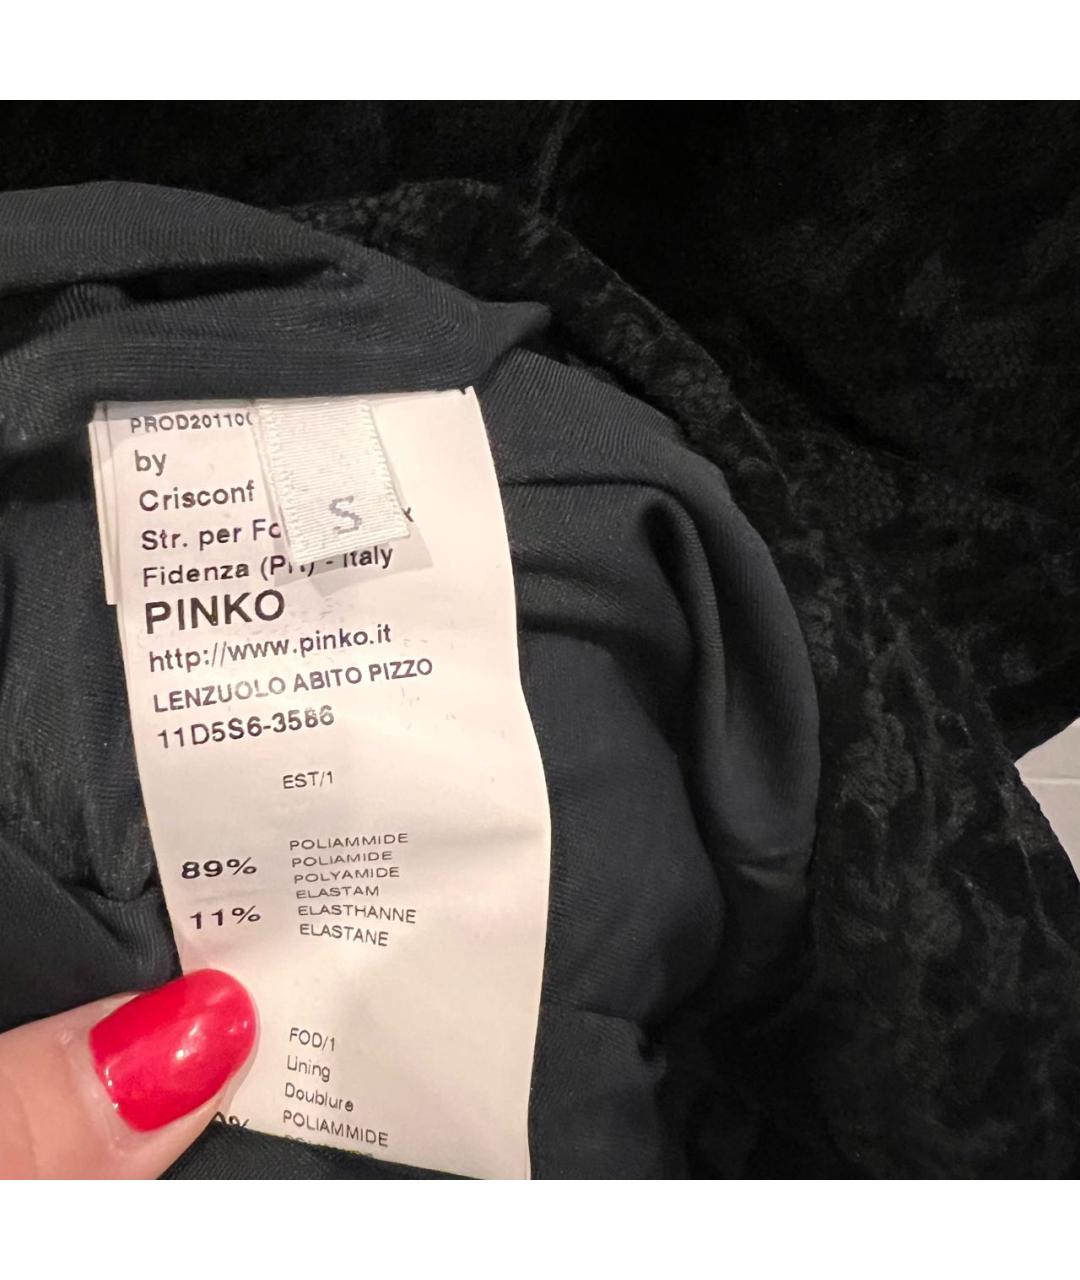 PROD20110
by
Crisconf
S
Str. per
Fidenza - Italy
PINKO
http://www.pinko.it
LENZUOLO ABITO PIZZO
11D5S6-3586
EST/1
89% POLIAMMIDE
POLIAMIDE
POLYAMIDE
11% ELASTAM
ELASTHANNE
ELASTANE
FOD/1
Lining
Doublure
POLIAMMIDE